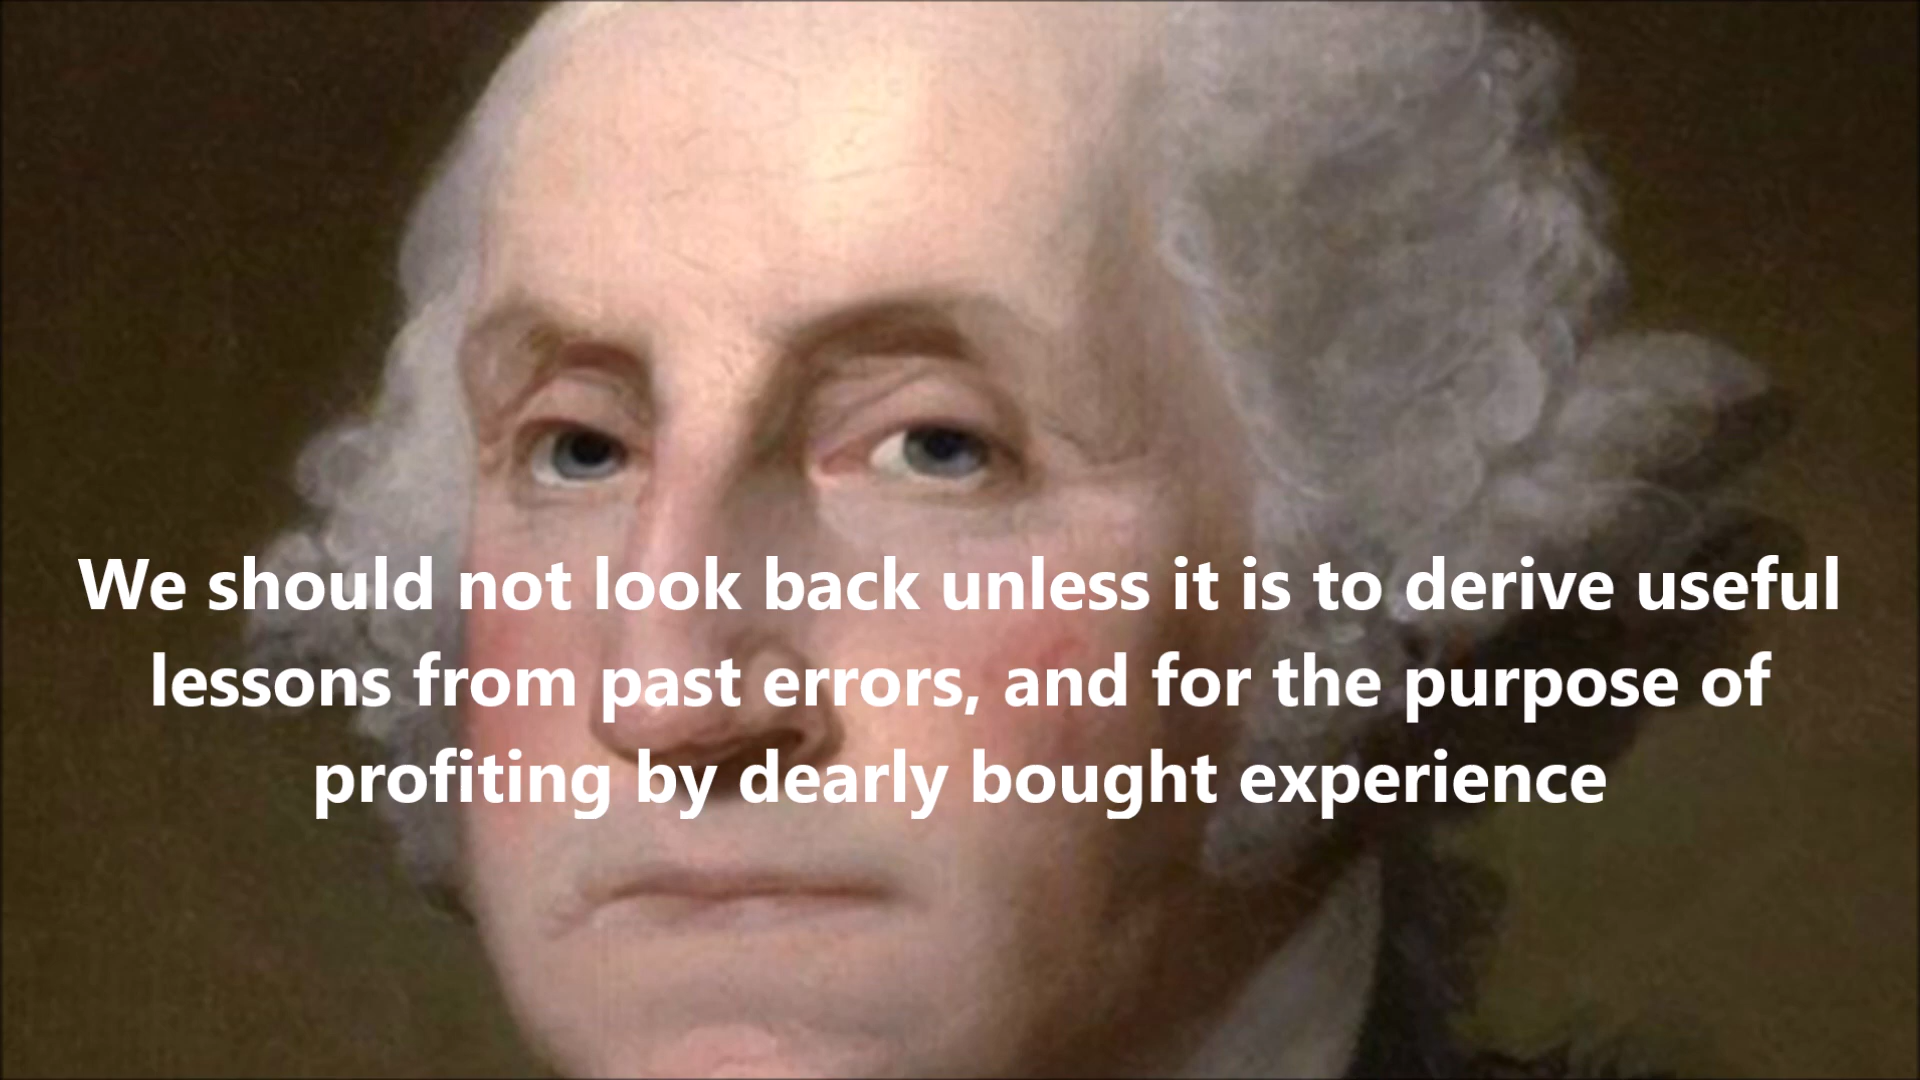 We should not look back unless it is to derive useful
lessons from past errors, and for the purpose of
profiting by dearly bought experience